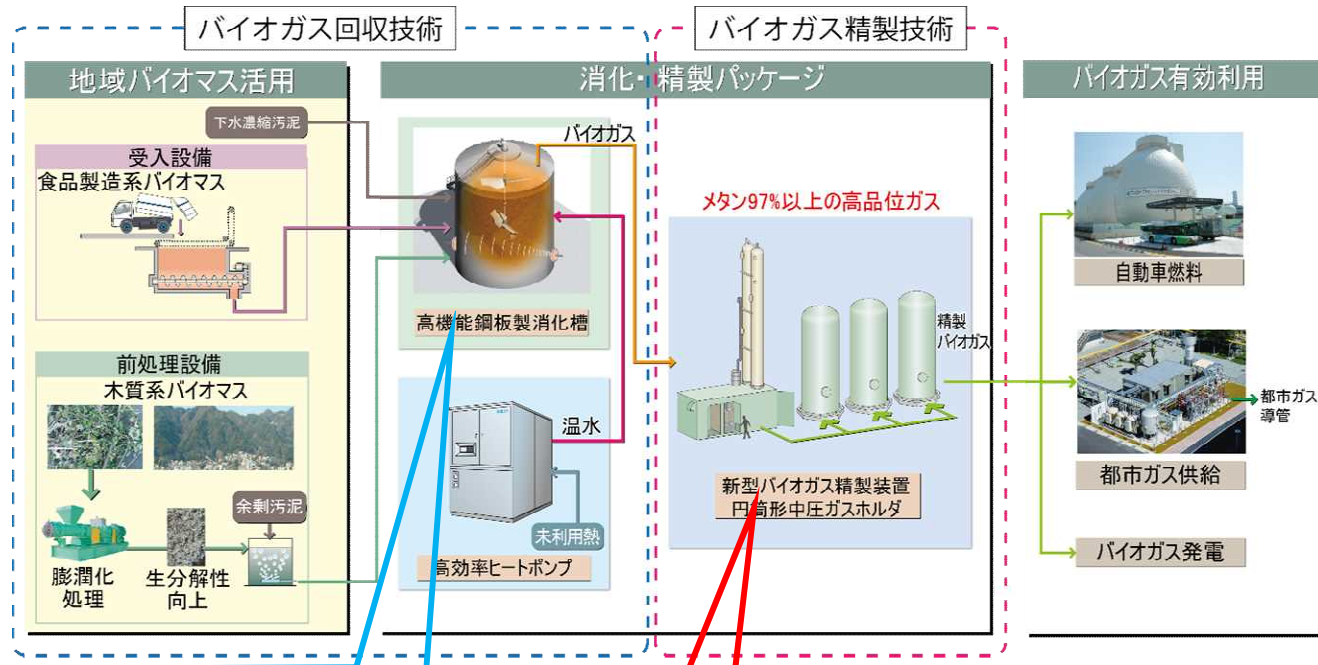 バイオガス回収技術
バイオガス精製技術
地域バイオマス活用
消化・精製パッケージ
バイオガス有効利用
下水濃縮汚泥
受入設備
食品製造系バイオマス
バイオガス
高機能鋼板製消化槽
前処理設備
木質系バイオマス
余剰汚泥
膨潤化
処理
生分解性
向上
温水
未利用熱
高効率ヒートポンプ
メタン97%以上の高品位ガス
精製
バイオガス
新型バイオガス精製装置
円筒形中圧ガスホルダ
自動車燃料
都市ガス
導管
都市ガス供給
バイオガス発電